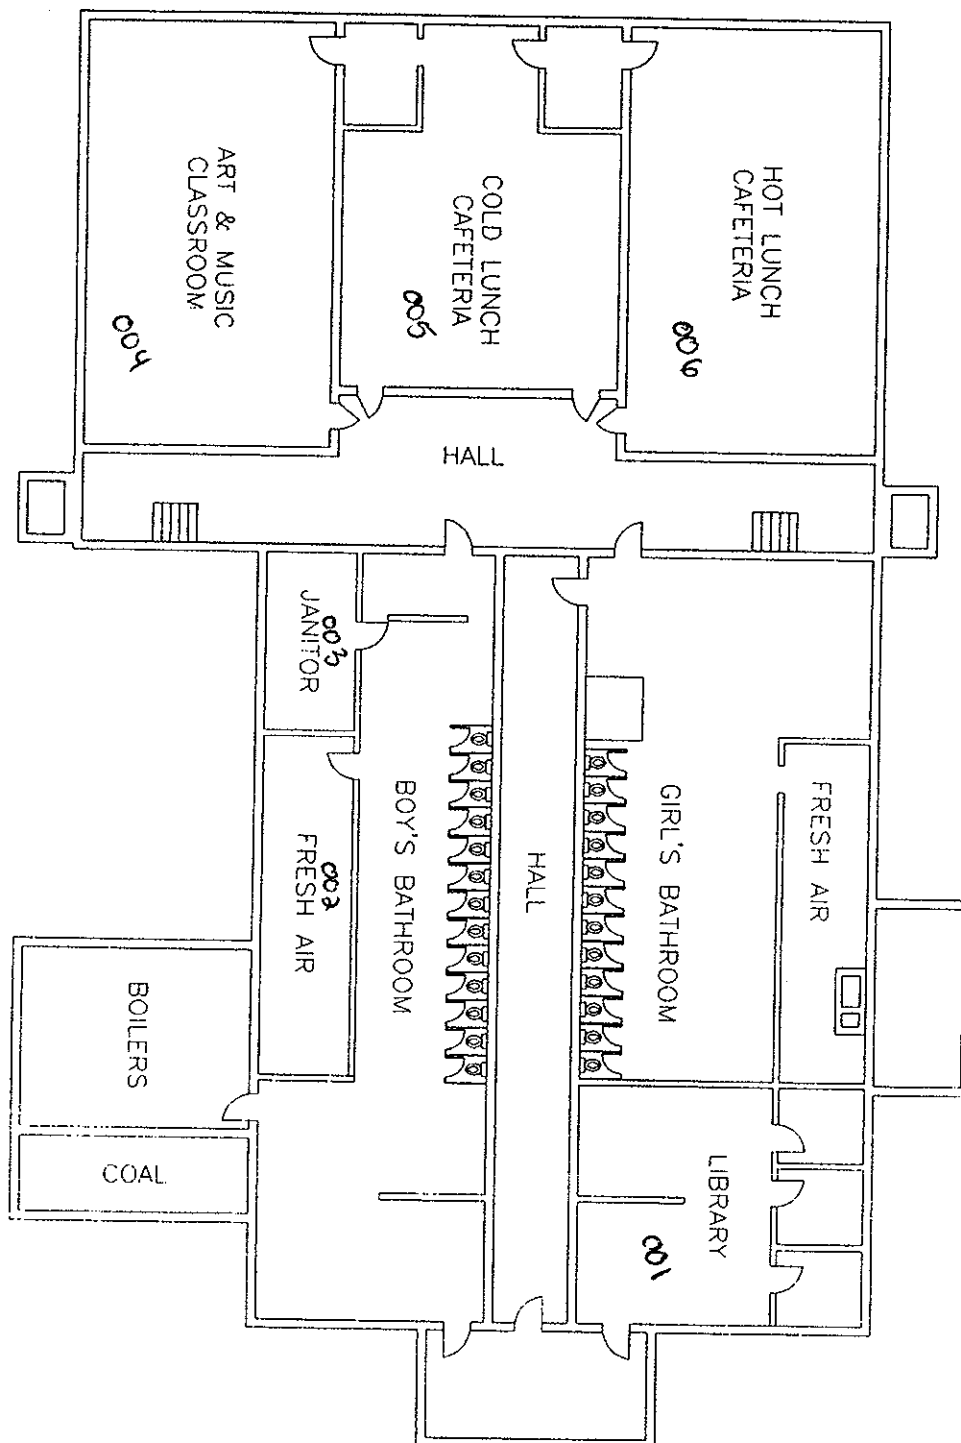 ART & MUSIC
CLASSROOM
004
COLD LUNCH
CAFETERIA
005
HOT LUNCH
CAFETERIA
006
HALL
JANITOR
003
FRESH AIR
002
BOY'S BATHROOM
HALL
GIRL'S BATHROOM
FRESH AIR
BOILERS
COAL
LIBRARY
001